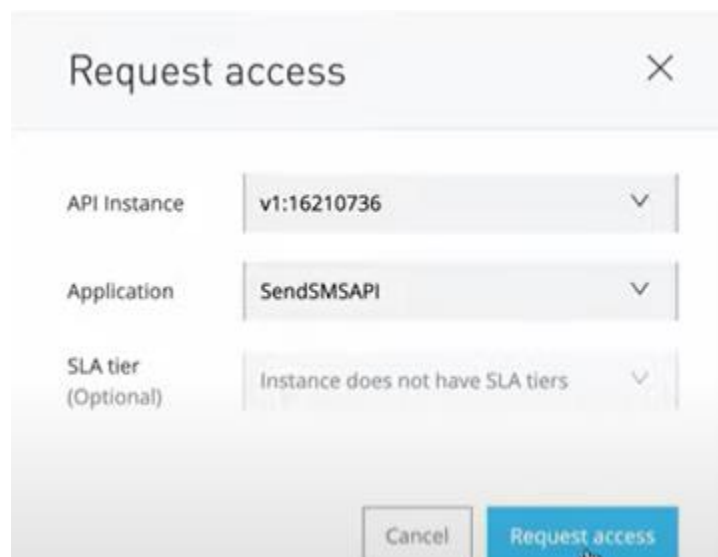 Request access
API Instance
v1:16210736
Application
SendSMSAPI
SLA tier
(Optional)
Instance does not have SLA tiers
Cancel
Request access